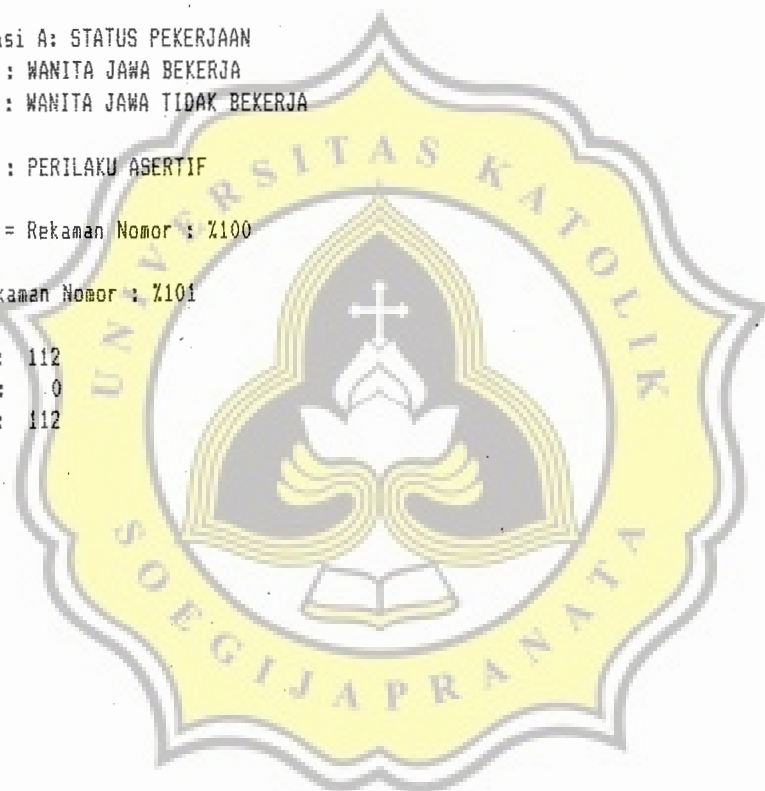 si A: STATUS PEKERJAAN
: WANITA JAWA BEKERJA
: WANITA JAWA TIDAK BEKERJA
: PERILAKU ASERTIF
= Rekaman Nomor : %100
kaman Nomor : %101
: 112
: 0
: 112
UNIVERSITAS KATOLIK
SOEGIJAPRANATA